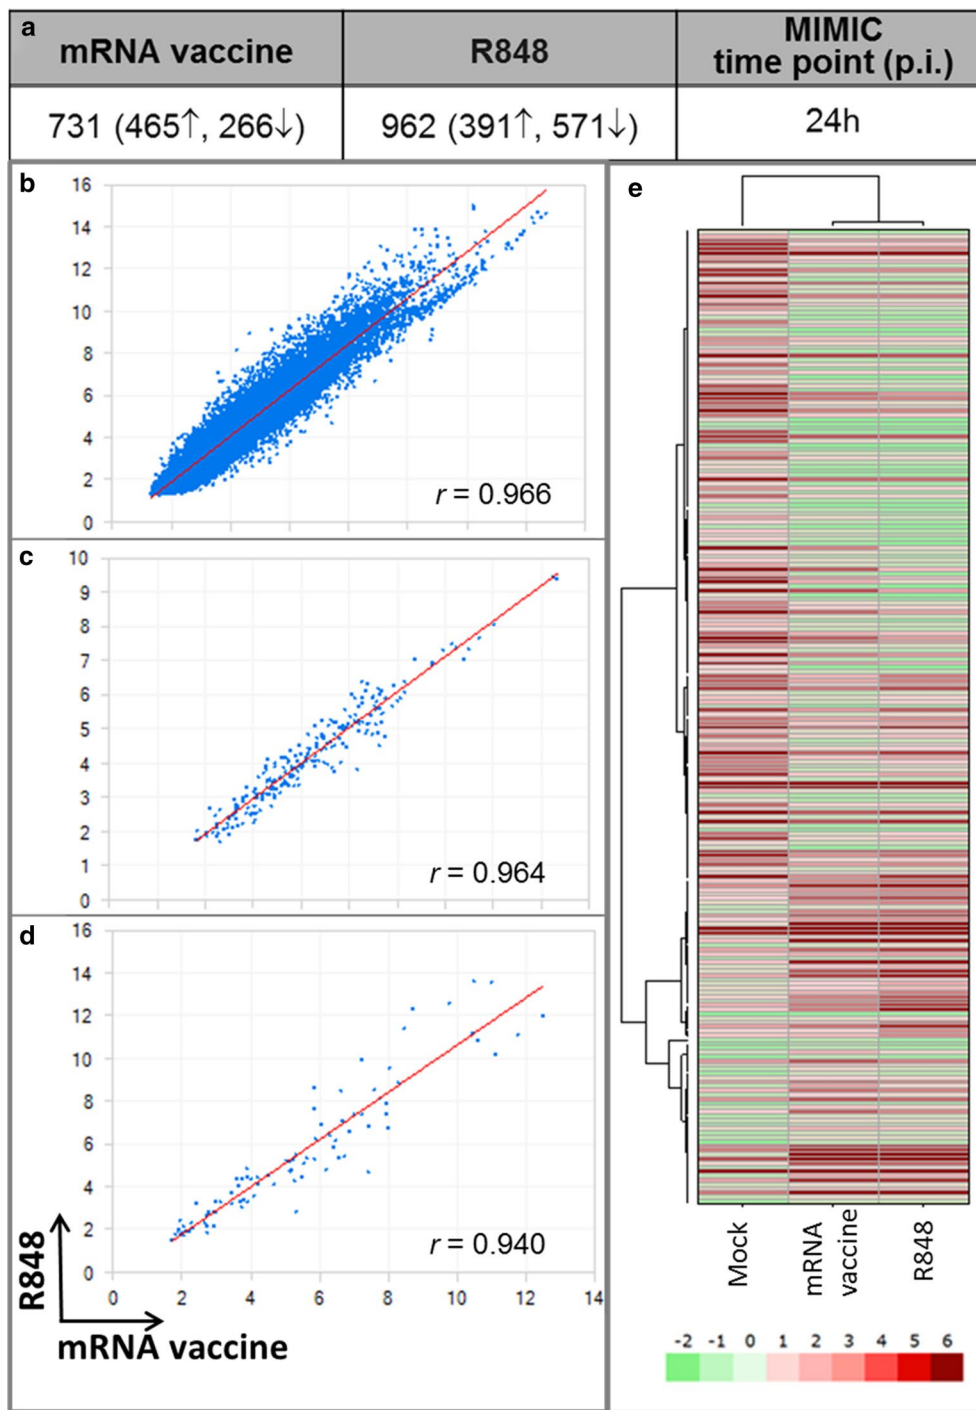 a
mRNA vaccine
R848
MIMIC
time point (p.i.)
731 (465↑, 266↓)
962 (391↑, 571↓)
24h
b
16
14
12
10
8
6
4
2
0
r = 0.966
c
10
9
8
7
6
5
4
3
2
1
0
r = 0.964
d
16
14
12
10
8
6
4
2
0
r = 0.940
0 2 4 6 8 10 12 14
R848
mRNA vaccine
e
Mock
mRNA
vaccine
R848
-2 -1 0 1 2 3 4 5 6